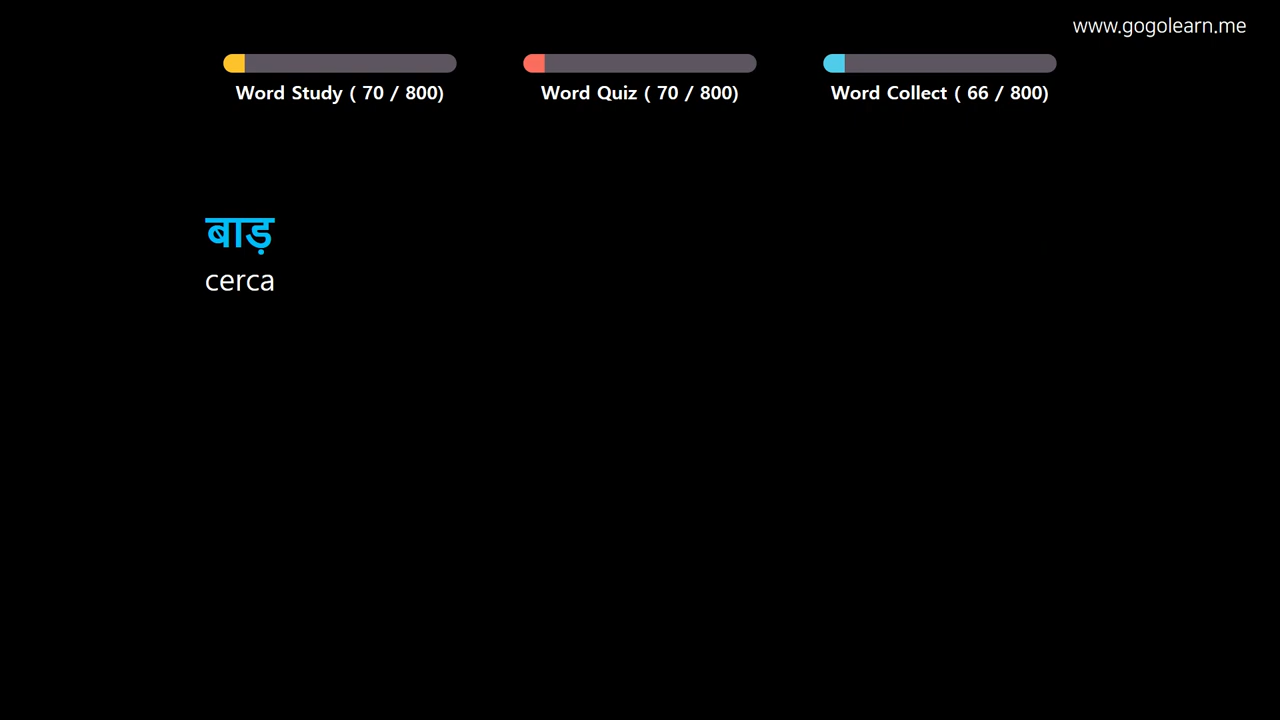 www.gogolearn.me
Word Study ( 70 / 800)
Word Quiz ( 70 / 800)
Word Collect ( 66 / 800)
बाड़
cerca